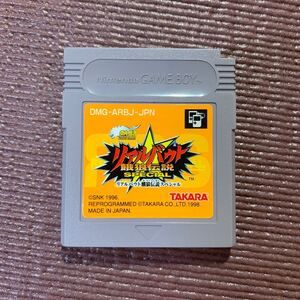 Nintendo GAME BOY
DMG-ARBJ-JPN
リアルバウト
餓狼伝説
SPECIAL
リアルバウト餓狼伝説スペシャル
©SNK 1996.
TAKARA
REPROGRAMMED ©TAKARA CO.,LTD.1998.
MADE IN JAPAN.